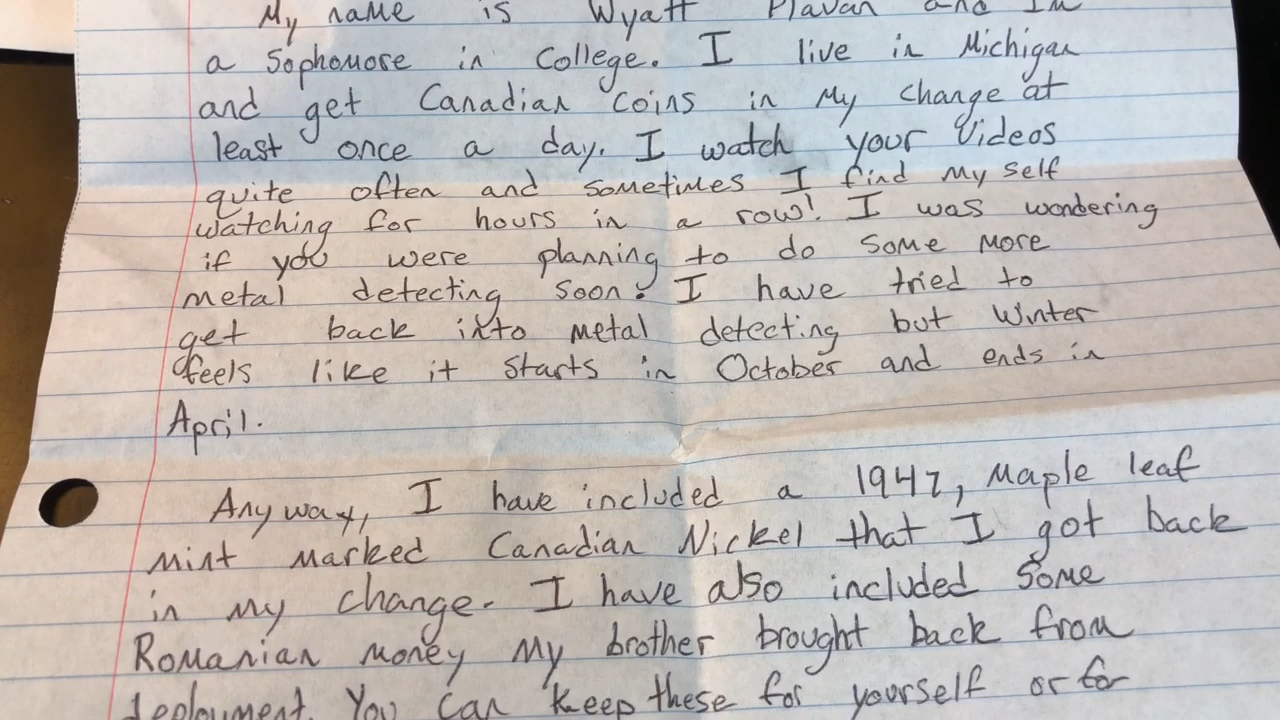 My name is Wyatt Plavan and I'm
a Sophomore in College. I live in Michigan
and get Canadian coins in My change at
least once a day. I watch your Videos
quite often and sometimes I find my self
watching for hours in a row! I was wondering
if you were planning to do some more
metal detecting soon? I have tried to
get back into metal detecting but Winter
feels like it starts in October and ends in
April.
Anyway, I have included a 1947, Maple leaf
Mint Marked Canadian Nickel that I got back
in my change. I have also included some
Romanian money my brother brought back from
deployment. You can keep these for yourself or for